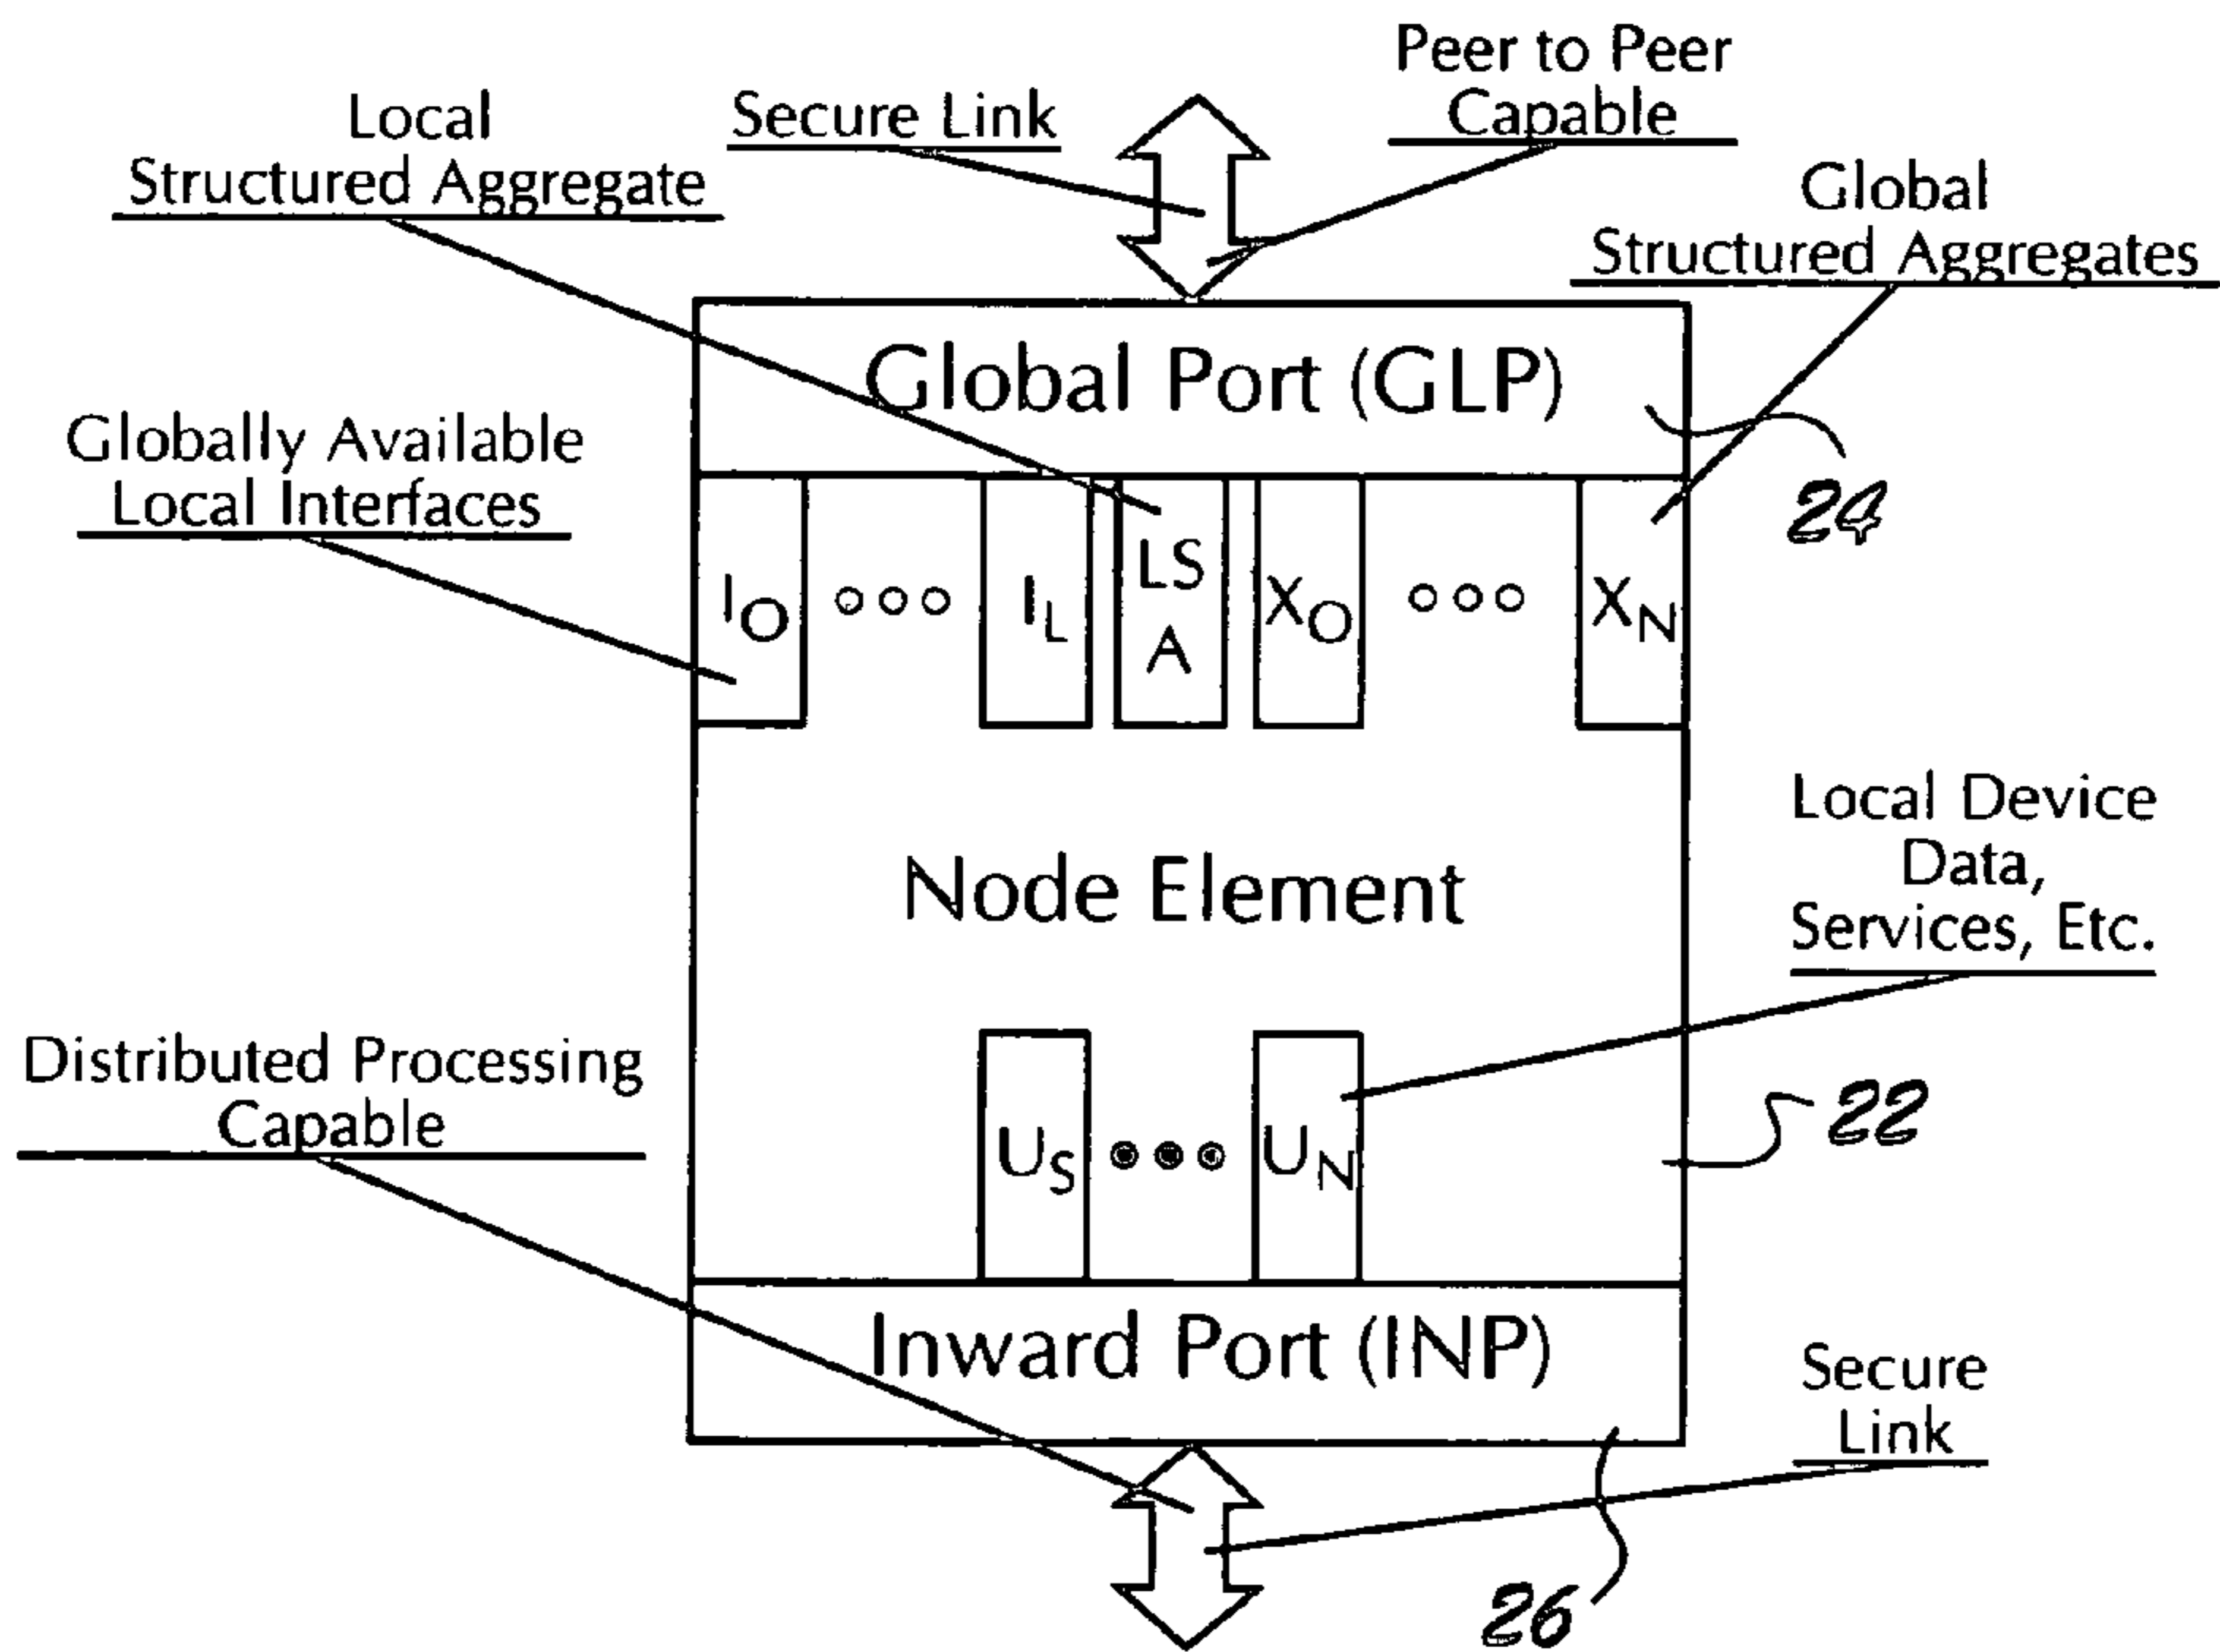 Peer to Peer
Capable
Local
Structured Aggregate
Secure Link
Global
Structured Aggregates
Global Port (GLP)
Globally Available
Local Interfaces
24
IO
IL
LS
A
XO
XN
Local Device
Data,
Services, Etc.
Node Element
Distributed Processing
Capable
22
US
UN
Inward Port (INP)
Secure
Link
26